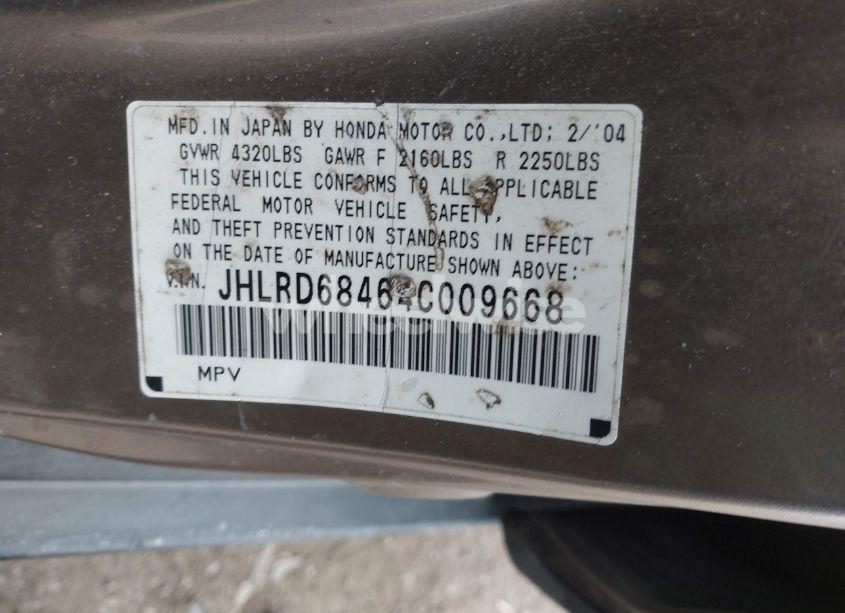 MFD. IN JAPAN BY HONDA MOTOR CO., LTD: 2/'04
GVWR 4320LBS GAWR F 2160LBS R 2250LBS
THIS VEHICLE CONFORMS TO ALL APPLICABLE
FEDERAL MOTOR VEHICLE SAFETY,
AND THEFT PREVENTION STANDARDS IN EFFECT
ON THE DATE OF MANUFACTURE SHOWN ABOVE:
V.I.N. JHLRD68464C009668
MPV